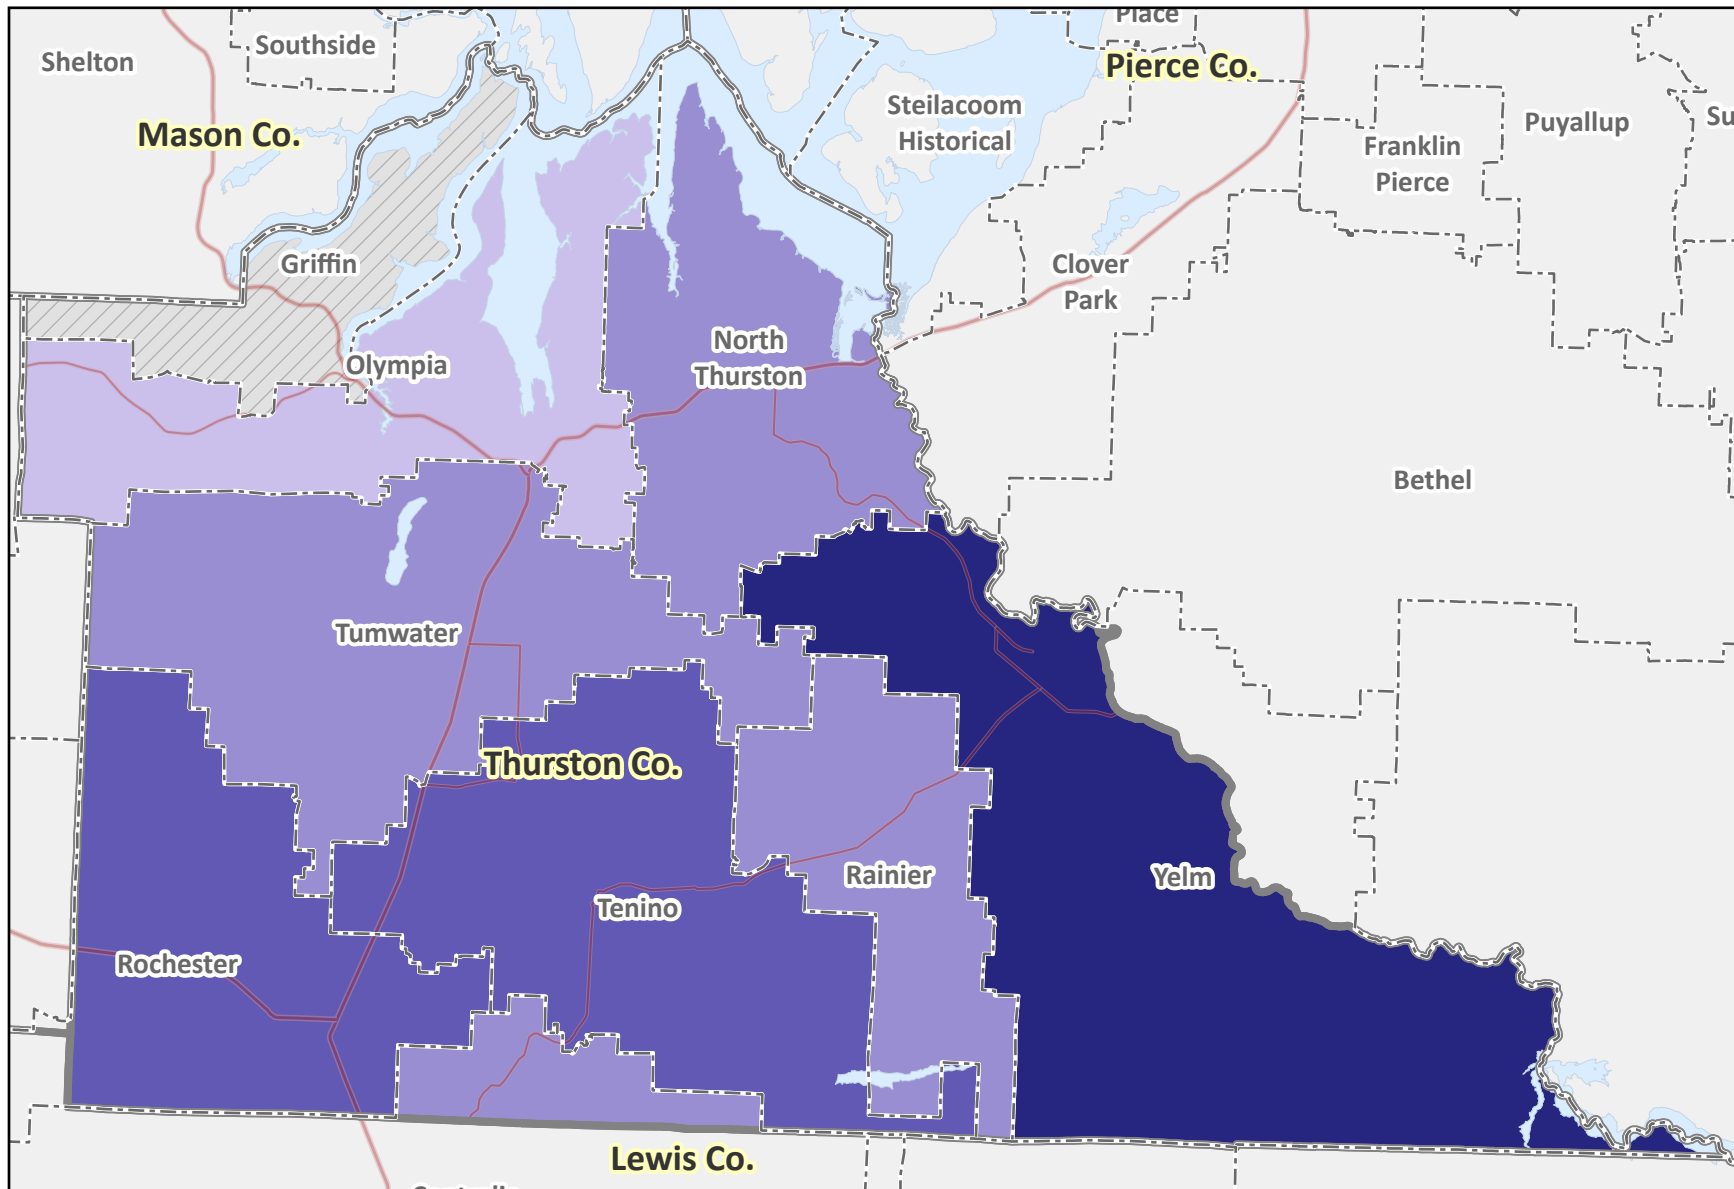 Place
Southside
Shelton
Pierce Co.
Steilacoom
Historical
Puyallup
Su
Mason Co.
Franklin
Pierce
Griffin
Clover
Park
North
Thurston
Olympia
Bethel
Tumwater
Thurston Co.
Rainier
Yelm
Tenino
Rochester
Lewis Co.